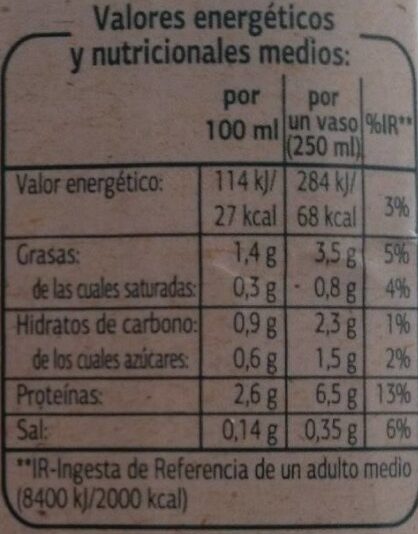 Valores energéticos
y nutricionales medios:
por 100 ml por un vaso (250 ml) %IR**
Valor energético: 114 kJ/ 284 kJ/
27 kcal 68 kcal 3%
Grasas: 1,4 g 3,5 g 5%
de las cuales saturadas: 0,3 g 0,8 g 4%
Hidratos de carbono: 0,9 g 2,3 g 1%
de los cuales azúcares: 0,6 g 1,5 g 2%
Proteínas: 2,6 g 6,5 g 13%
Sal: 0,14 g 0,35 g 6%
**IR-Ingesta de Referencia de un adulto medio
(8400 kJ/2000 kcal)